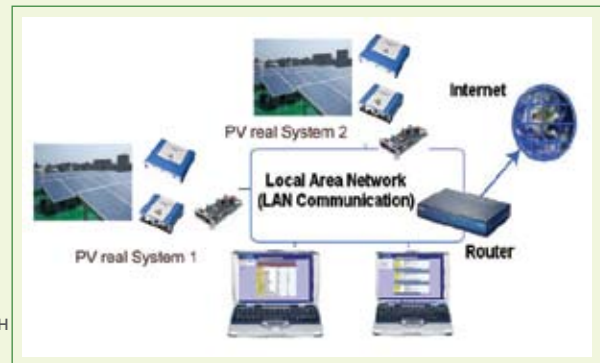 PV real System 2
Internet
Local Area Network
(LAN Communication)
PV real System 1
Router
H